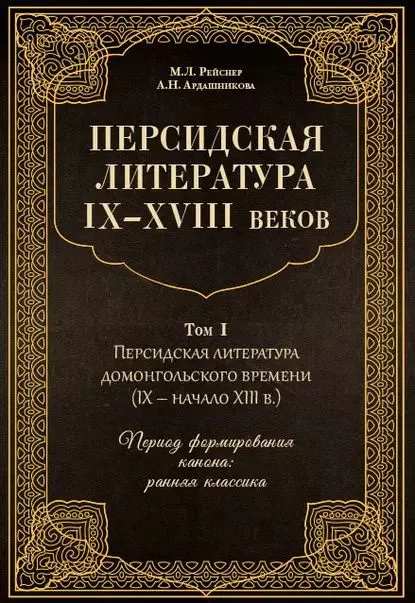 М.Л. Рейснер
А.Н. Ардашникова
ПЕРСИДСКАЯ
ЛИТЕРАТУРА
IX–XVIII ВЕКОВ
Том I
Персидская литература
домонгольского времени
(IX – начало XIII в.)
Период формирования
канона:
ранняя классика